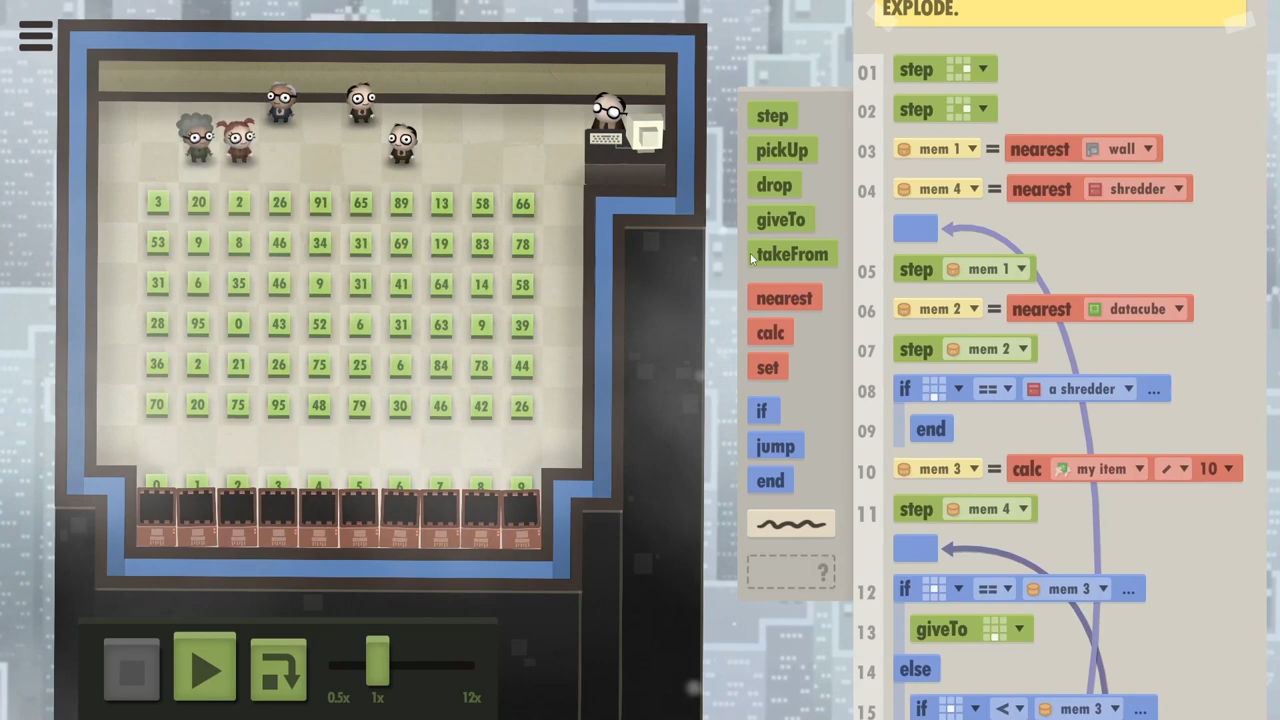 EXPLODE.
01 step
02 step
03 mem 1 = nearest wall
04 mem 4 = nearest shredder
05 step mem 1
06 mem 2 = nearest datacube
07 step mem 2
08 if == a shredder ...
09 end
10 mem 3 = calc my item / 10
11 step mem 4
12 if == mem 3 ...
13 giveTo
14 else
15 if < mem 3 ...
step
pickUp
drop
giveTo
takeFrom
nearest
calc
set
if
jump
end
?
3 20 2 26 91 65 89 13 58 66
53 9 8 46 34 31 69 19 83 78
31 6 35 46 9 31 41 64 14 58
28 95 0 43 52 6 31 63 9 39
36 2 21 26 75 25 6 84 78 44
70 20 75 95 48 79 30 46 42 26
0 1 2 3 4 5 6 7 8 9
0.5x 1x 12x